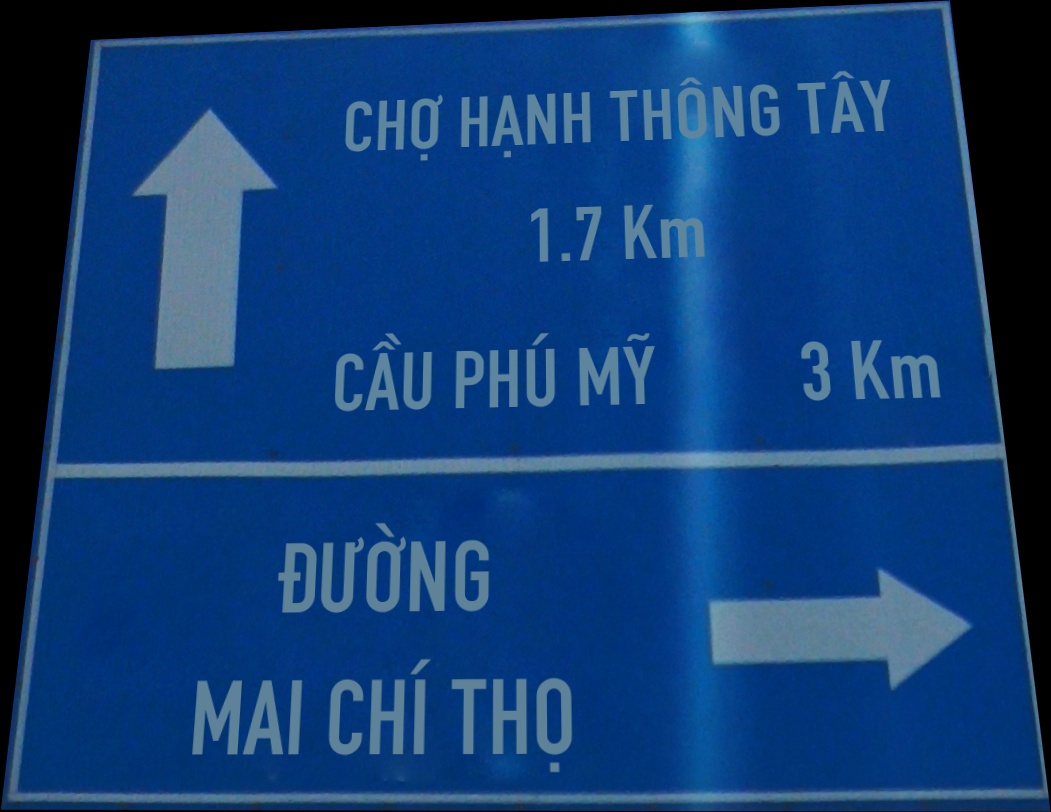 CHỢ HẠNH THÔNG TÂY
1.7 Km
CẦU PHÚ MỸ 3 Km
ĐƯỜNG
MAI CHÍ THỌ